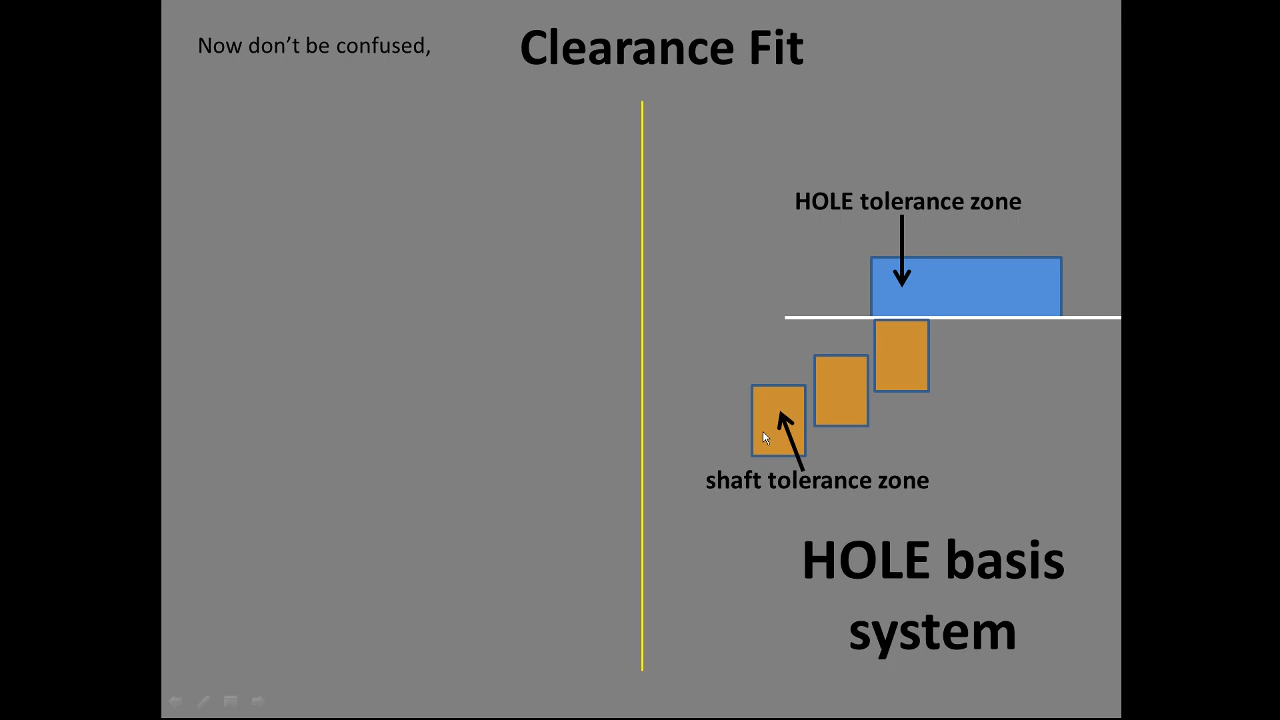 Now don’t be confused,
Clearance Fit
HOLE tolerance zone
shaft tolerance zone
HOLE basis
system